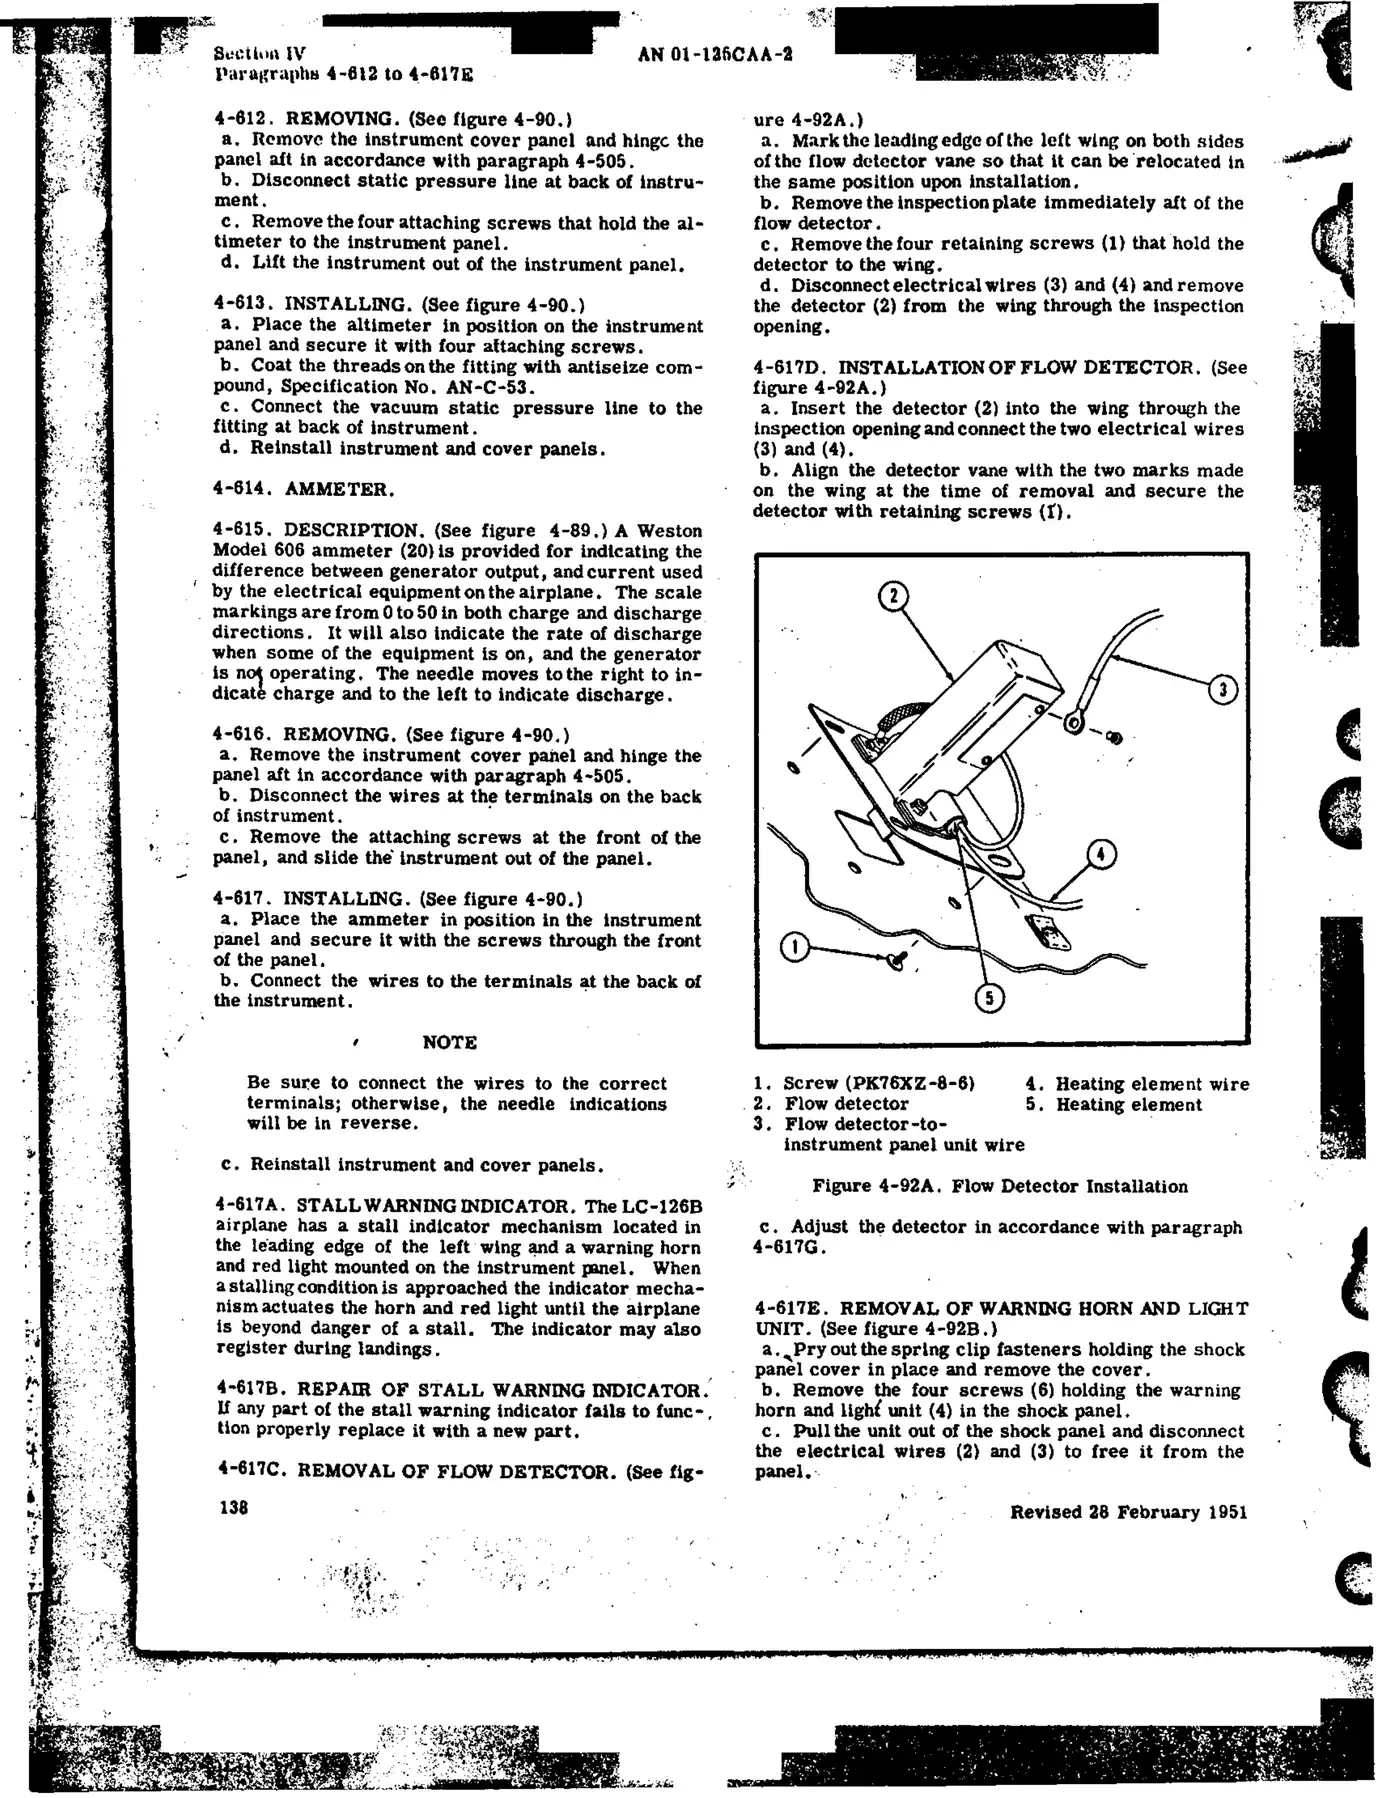 Section IV
AN 01-126CAA-2
Paragraphs 4-612 to 4-617E
4-612. REMOVING. (See figure 4-90.)
a. Remove the instrument cover panel and hinge the
panel aft in accordance with paragraph 4-505.
b. Disconnect static pressure line at back of instru-
ment.
c. Remove the four attaching screws that hold the al-
timeter to the instrument panel.
d. Lift the instrument out of the instrument panel.
4-613. INSTALLING. (See figure 4-90.)
a. Place the altimeter in position on the instrument
panel and secure it with four attaching screws.
b. Coat the threads on the fitting with antiseize com-
pound, Specification No. AN-C-53.
c. Connect the vacuum static pressure line to the
fitting at back of instrument.
d. Reinstall instrument and cover panels.
4-614. AMMETER.
4-615. DESCRIPTION. (See figure 4-89.) A Weston
Model 606 ammeter (20) is provided for indicating the
difference between generator output, and current used
by the electrical equipment on the airplane. The scale
markings are from 0 to 50 in both charge and discharge
directions. It will also indicate the rate of discharge
when some of the equipment is on, and the generator
is not operating. The needle moves to the right to in-
dicate charge and to the left to indicate discharge.
4-616. REMOVING. (See figure 4-90.)
a. Remove the instrument cover panel and hinge the
panel aft in accordance with paragraph 4-505.
b. Disconnect the wires at the terminals on the back
of instrument.
c. Remove the attaching screws at the front of the
panel, and slide the instrument out of the panel.
4-617. INSTALLING. (See figure 4-90.)
a. Place the ammeter in position in the instrument
panel and secure it with the screws through the front
of the panel.
b. Connect the wires to the terminals at the back of
the instrument.
NOTE
Be sure to connect the wires to the correct
terminals; otherwise, the needle indications
will be in reverse.
c. Reinstall instrument and cover panels.
4-617A. STALL WARNING INDICATOR. The LC-126B
airplane has a stall indicator mechanism located in
the leading edge of the left wing and a warning horn
and red light mounted on the instrument panel. When
a stalling condition is approached the indicator mecha-
nism actuates the horn and red light until the airplane
is beyond danger of a stall. The indicator may also
register during landings.
4-617B. REPAIR OF STALL WARNING INDICATOR.
If any part of the stall warning indicator fails to func-
tion properly replace it with a new part.
4-617C. REMOVAL OF FLOW DETECTOR. (See fig-
138
ure 4-92A.)
a. Mark the leading edge of the left wing on both sides
of the flow detector vane so that it can be relocated in
the same position upon installation.
b. Remove the inspection plate immediately aft of the
flow detector.
c. Remove the four retaining screws (1) that hold the
detector to the wing.
d. Disconnect electrical wires (3) and (4) and remove
the detector (2) from the wing through the inspection
opening.
4-617D. INSTALLATION OF FLOW DETECTOR. (See
figure 4-92A.)
a. Insert the detector (2) into the wing through the
inspection opening and connect the two electrical wires
(3) and (4).
b. Align the detector vane with the two marks made
on the wing at the time of removal and secure the
detector with retaining screws (1).
2
3
4
1
5
1. Screw (PK76XZ-8-6)
2. Flow detector
3. Flow detector-to-
instrument panel unit wire
4. Heating element wire
5. Heating element
Figure 4-92A. Flow Detector Installation
c. Adjust the detector in accordance with paragraph
4-617G.
4-617E. REMOVAL OF WARNING HORN AND LIGHT
UNIT. (See figure 4-92B.)
a. Pry out the spring clip fasteners holding the shock
panel cover in place and remove the cover.
b. Remove the four screws (6) holding the warning
horn and light unit (4) in the shock panel.
c. Pull the unit out of the shock panel and disconnect
the electrical wires (2) and (3) to free it from the
panel.
Revised 28 February 1951